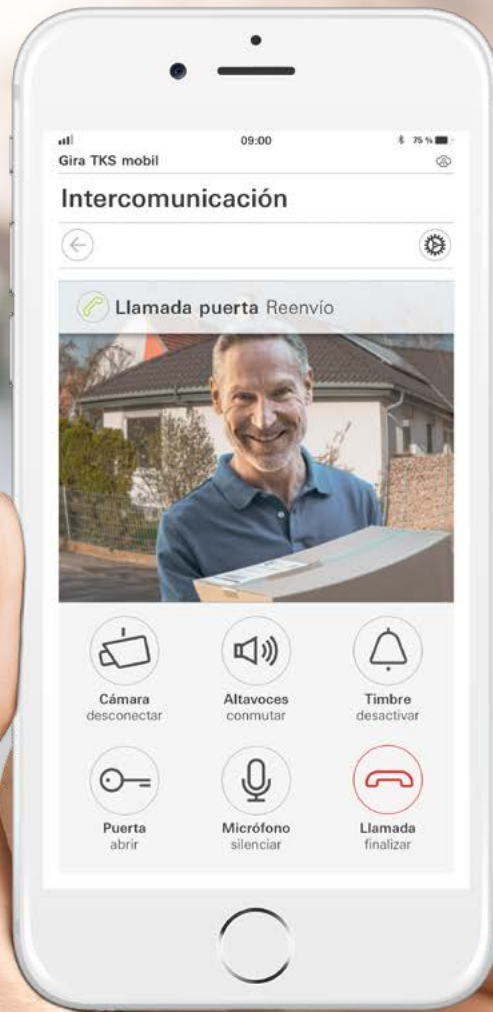 09:00
75 %
Gira TKS mobil
Intercomunicación
Llamada puerta Reenvío
Cámara
desconectar
Altavoces
conmutar
Timbre
desactivar
Puerta
abrir
Micrófono
silenciar
Llamada
finalizar